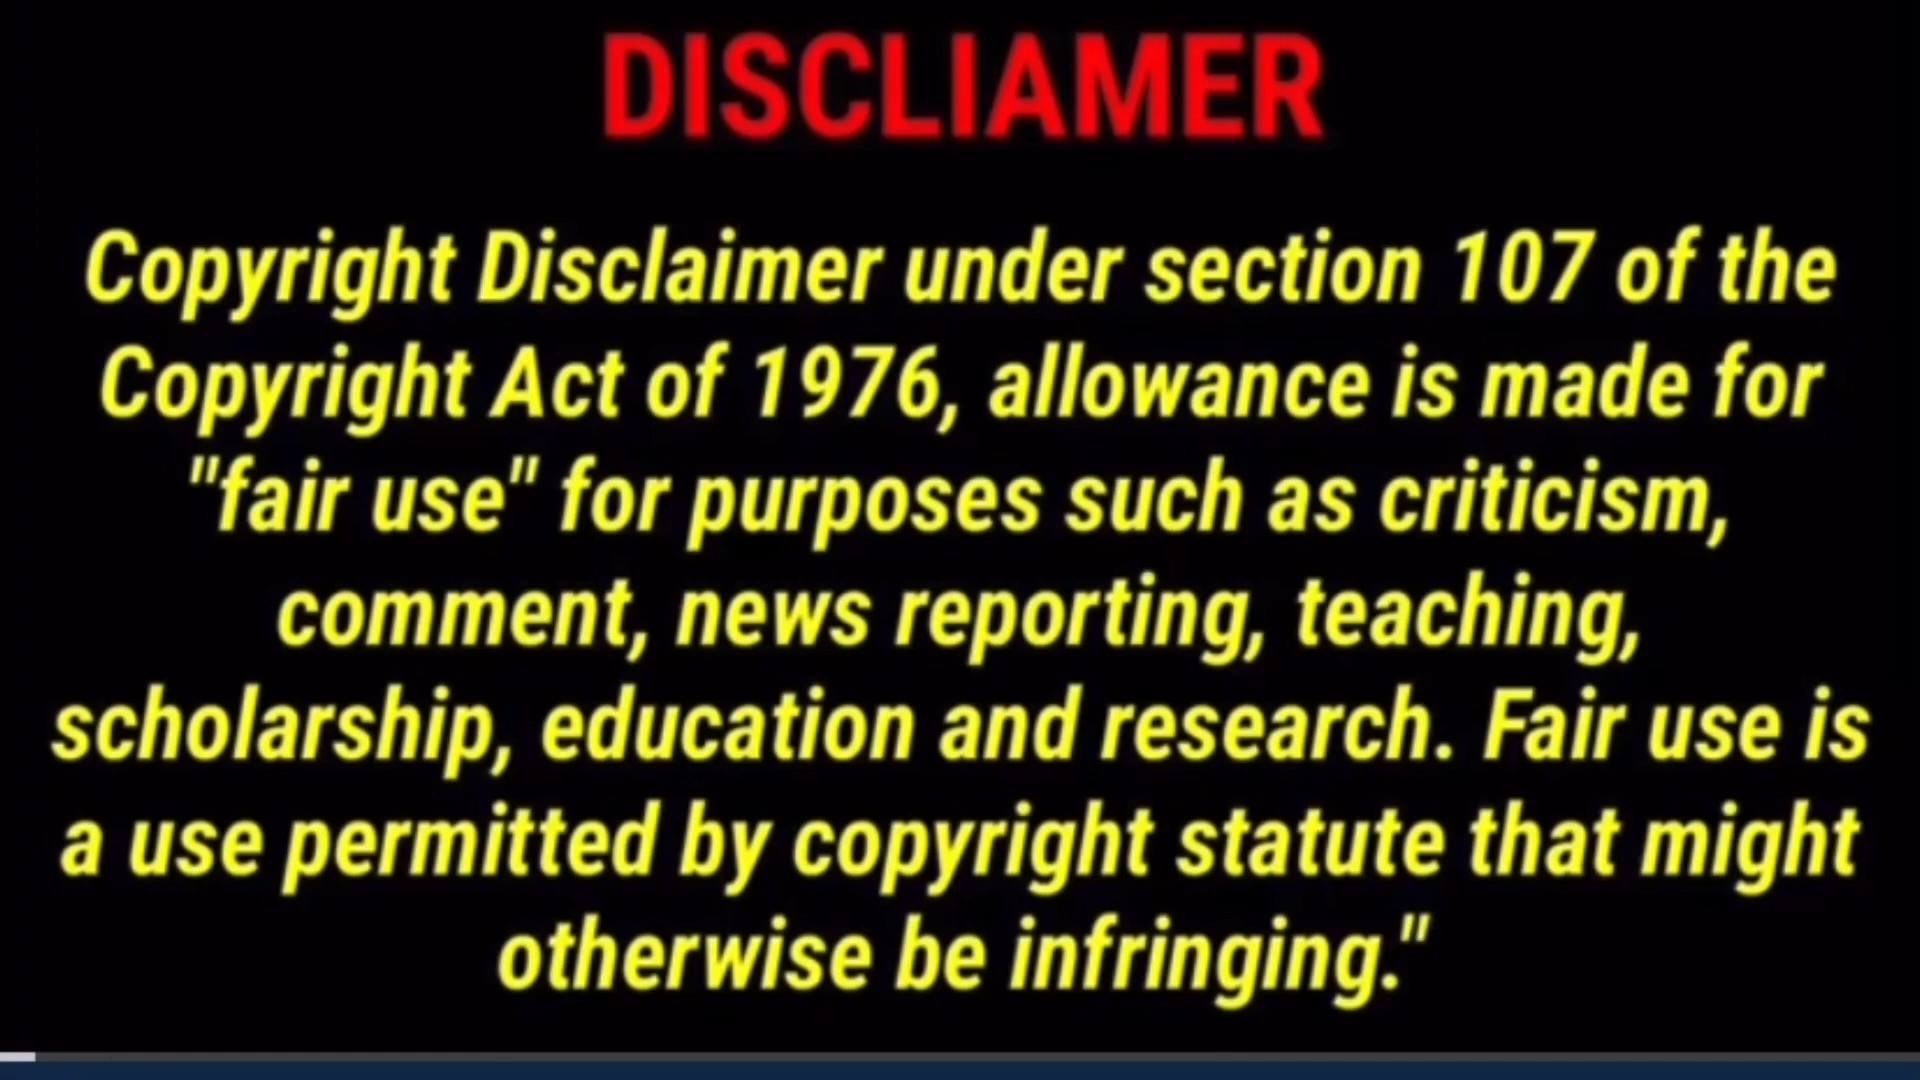 DISCLIAMER
Copyright Disclaimer under section 107 of the
Copyright Act of 1976, allowance is made for
"fair use" for purposes such as criticism,
comment, news reporting, teaching,
scholarship, education and research. Fair use is
a use permitted by copyright statute that might
otherwise be infringing."